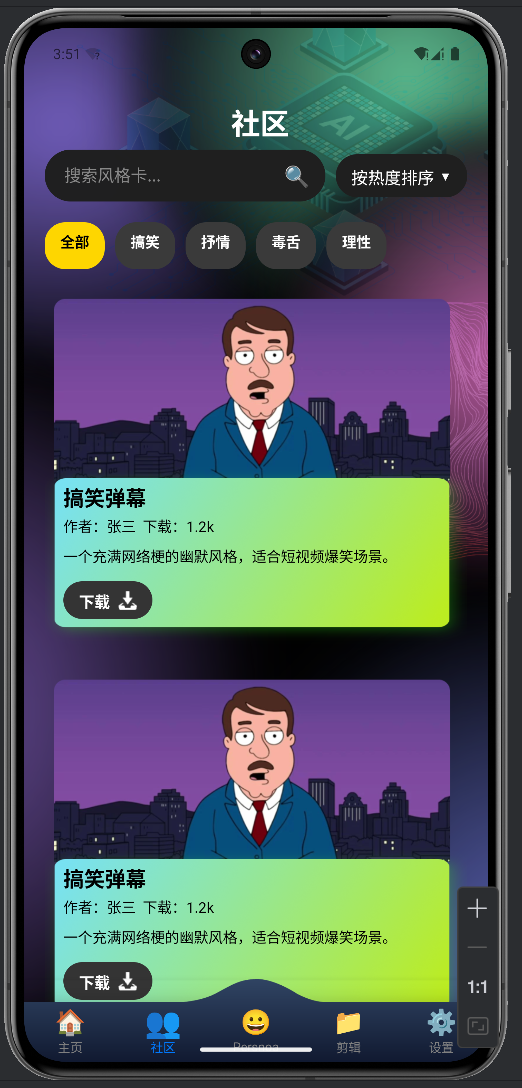 3:51
AI
社区
搜索风格卡...
按热度排序 ▼
全部 搞笑 抒情 毒舌 理性
搞笑弹幕
作者：张三 下载：1.2k
一个充满网络梗的幽默风格，适合短视频爆笑场景。
下载
搞笑弹幕
作者：张三 下载：1.2k
一个充满网络梗的幽默风格，适合短视频爆笑场景。
下载
1:1
主页 社区 Persona 剪辑 设置